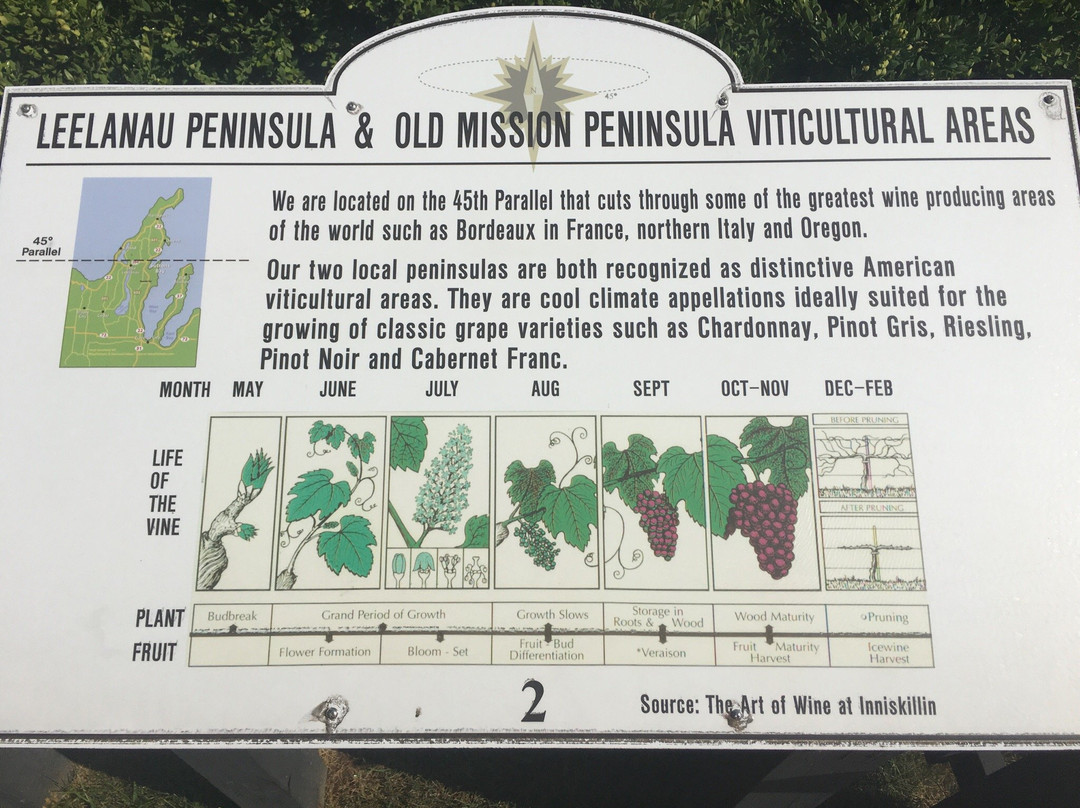 N
45°
LEELANAU PENINSULA & OLD MISSION PENINSULA VITICULTURAL AREAS
We are located on the 45th Parallel that cuts through some of the greatest wine producing areas
of the world such as Bordeaux in France, northern Italy and Oregon.
45°
Parallel
Our two local peninsulas are both recognized as distinctive American
viticultural areas. They are cool climate appellations ideally suited for the
growing of classic grape varieties such as Chardonnay, Pinot Gris, Riesling,
Pinot Noir and Cabernet Franc.
MONTH MAY JUNE JULY AUG SEPT OCT-NOV DEC-FEB
BEFORE PRUNING
LIFE
OF
THE
VINE
AFTER PRUNING
PLANT Budbreak Grand Period of Growth Growth Slows Storage in Roots & Wood Wood Maturity Pruning
FRUIT Flower Formation Bloom - Set Fruit - Bud Differentiation *Veraison Fruit Maturity Harvest Icewine Harvest
2
Source: The Art of Wine at Inniskillin